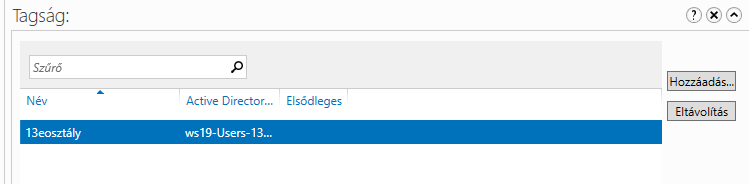 Tagság:
Szűrő
Hozzáadás...
Név Active Director... Elsődleges
Eltávolítás
13eosztály ws19-Users-13...